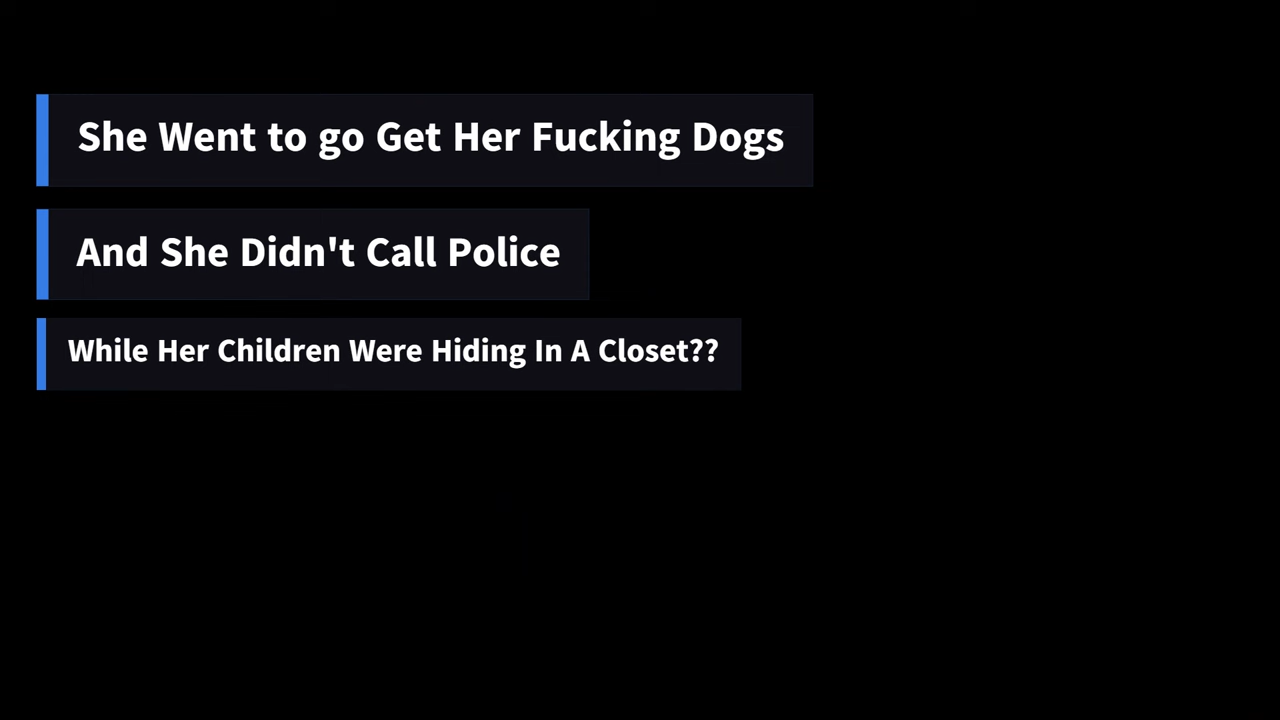 She Went to go Get Her Fucking Dogs
And She Didn't Call Police
While Her Children Were Hiding In A Closet??